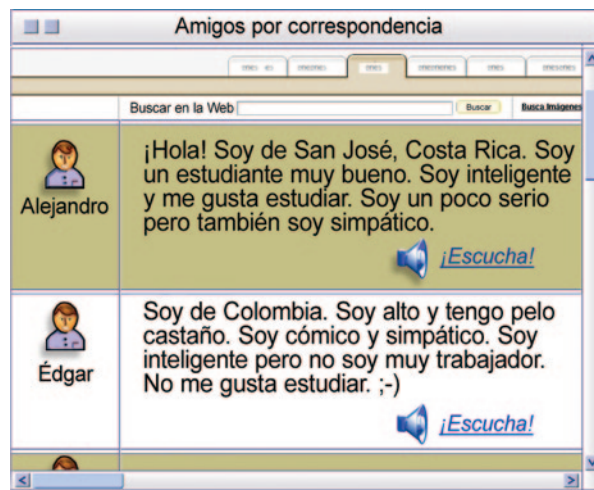 Amigos por correspondencia
Buscar en la Web
Buscar
Busca Imágenes
Alejandro
¡Hola! Soy de San José, Costa Rica. Soy
un estudiante muy bueno. Soy inteligente
y me gusta estudiar. Soy un poco serio
pero también soy simpático.
¡Escucha!
Édgar
Soy de Colombia. Soy alto y tengo pelo
castaño. Soy cómico y simpático. Soy
inteligente pero no soy muy trabajador.
No me gusta estudiar. ;-)
¡Escucha!